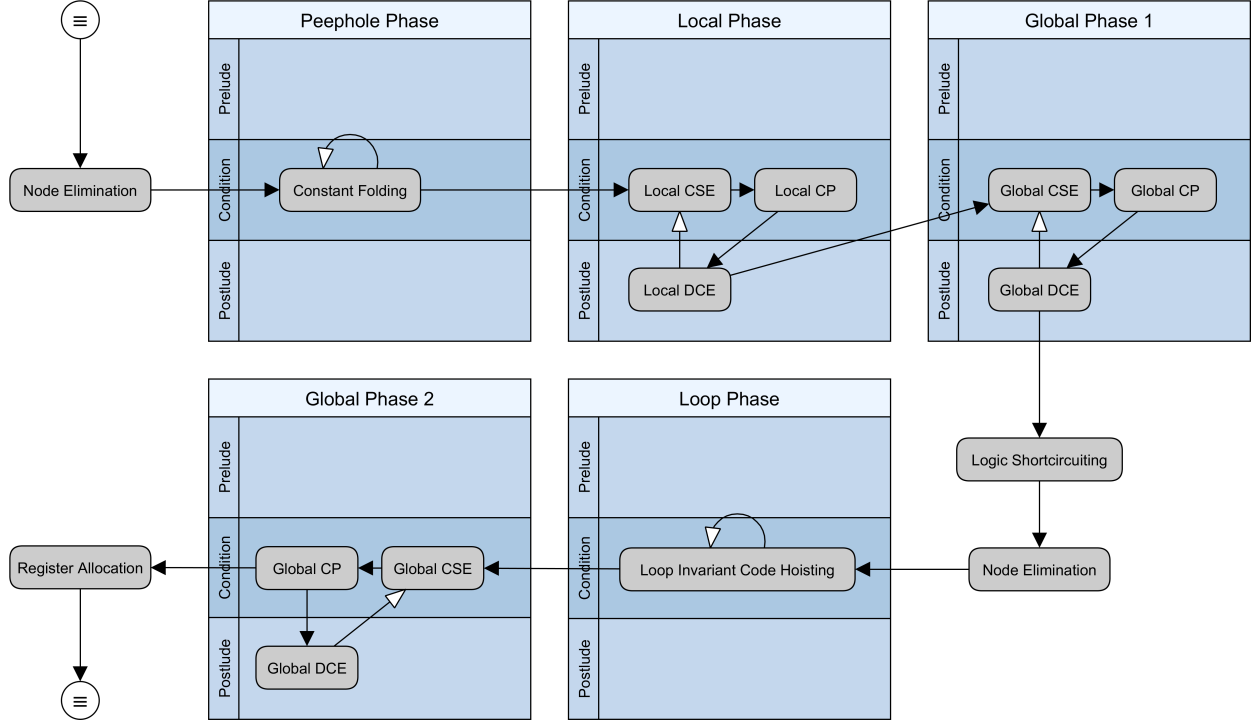 Peephole Phase
Local Phase
Global Phase 1
Prelude
Prelude
Prelude
Node Elimination
Condition
Constant Folding
Condition
Local CSE
Local CP
Condition
Global CSE
Global CP
Postlude
Postlude
Local DCE
Postlude
Global DCE
Global Phase 2
Loop Phase
Prelude
Prelude
Logic Shortcircuiting
Register Allocation
Condition
Global CP
Global CSE
Condition
Loop Invariant Code Hoisting
Node Elimination
Postlude
Global DCE
Postlude